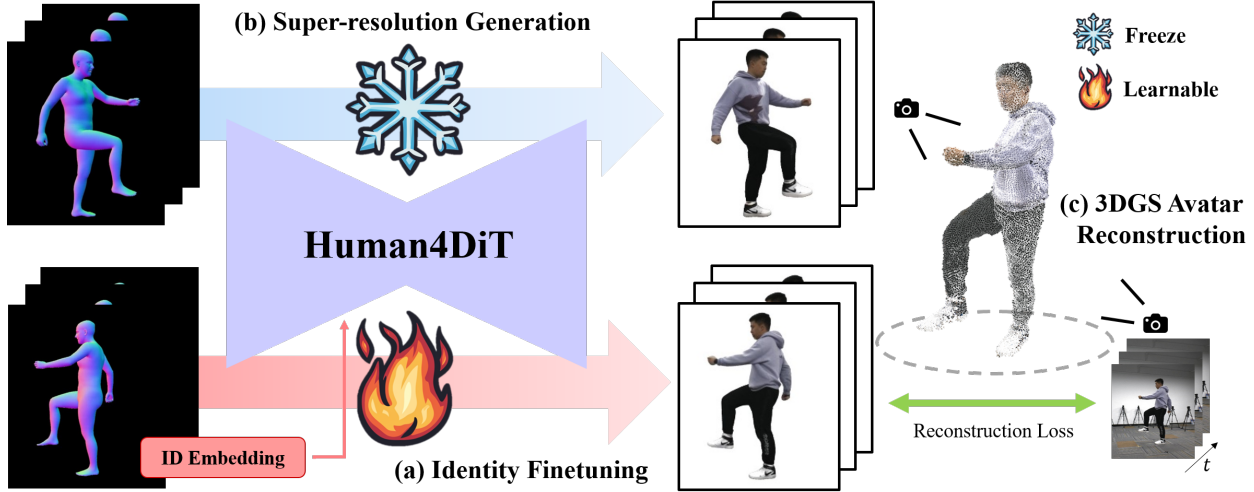 (b) Super-resolution Generation
Freeze
Learnable
Human4DiT
(c) 3DGS Avatar
Reconstruction
ID Embedding
(a) Identity Finetuning
Reconstruction Loss
t